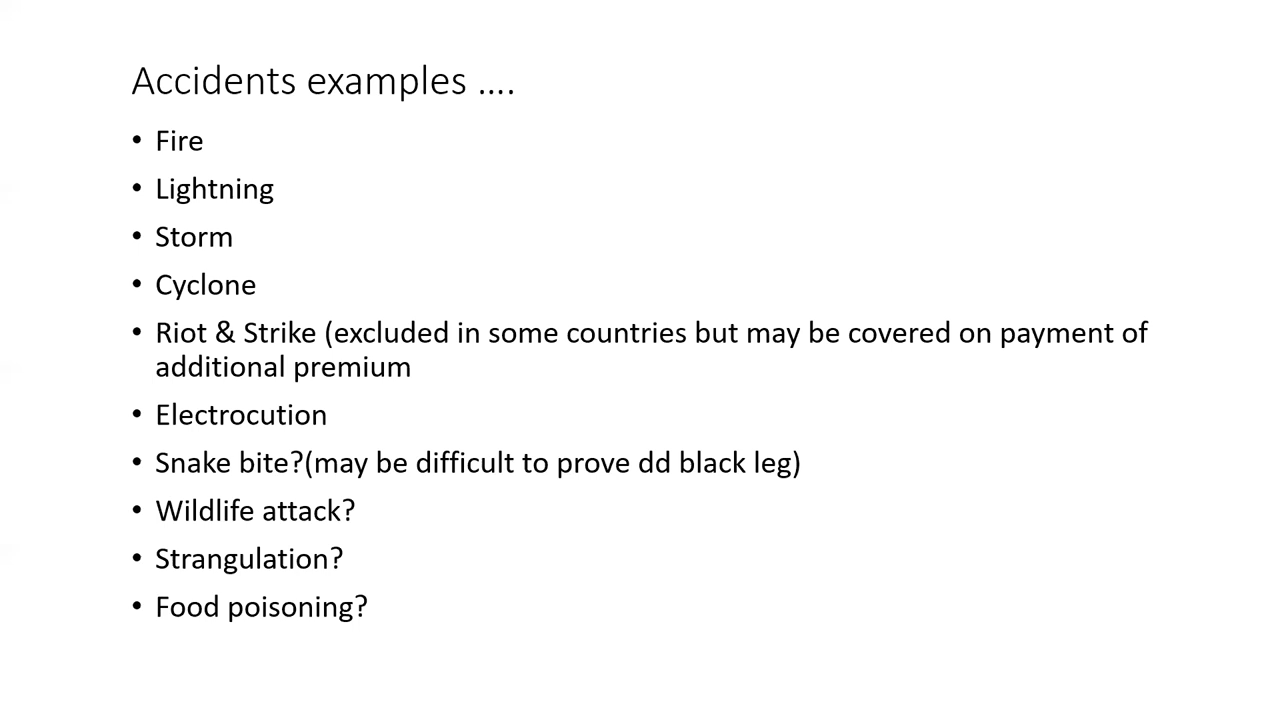 Accidents examples ....
• Fire
• Lightning
• Storm
• Cyclone
• Riot & Strike (excluded in some countries but may be covered on payment of
additional premium
• Electrocution
• Snake bite?(may be difficult to prove dd black leg)
• Wildlife attack?
• Strangulation?
• Food poisoning?